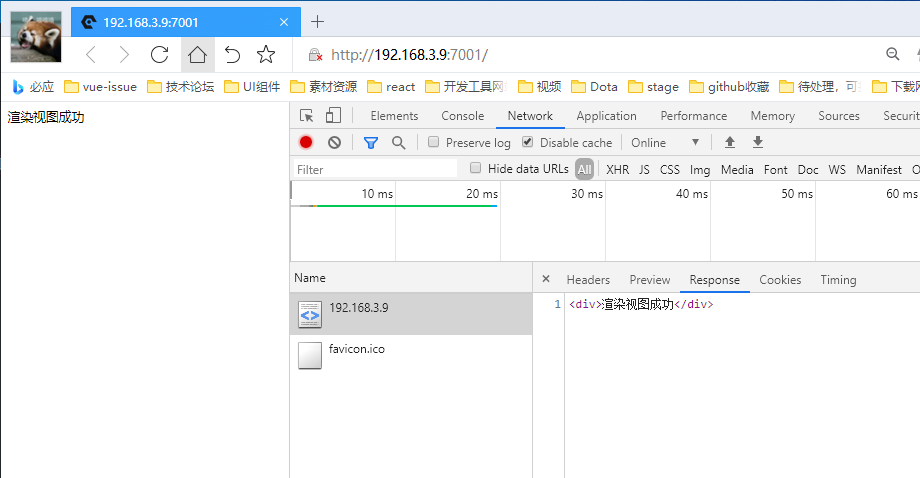 192.168.3.9:7001
http://192.168.3.9:7001/
必应 vue-issue 技术论坛 UI组件 素材资源 react 开发工具网 视频 Dota stage github收藏 待处理，可 下载网
渲染视图成功
Elements Console Network Application Performance Memory Sources Securit
Preserve log Disable cache Online
Filter Hide data URLs All XHR JS CSS Img Media Font Doc WS Manifest
10 ms 20 ms 30 ms 40 ms 50 ms 60 ms
Name × Headers Preview Response Cookies Timing
192.168.3.9
1 <div>渲染视图成功</div>
favicon.ico